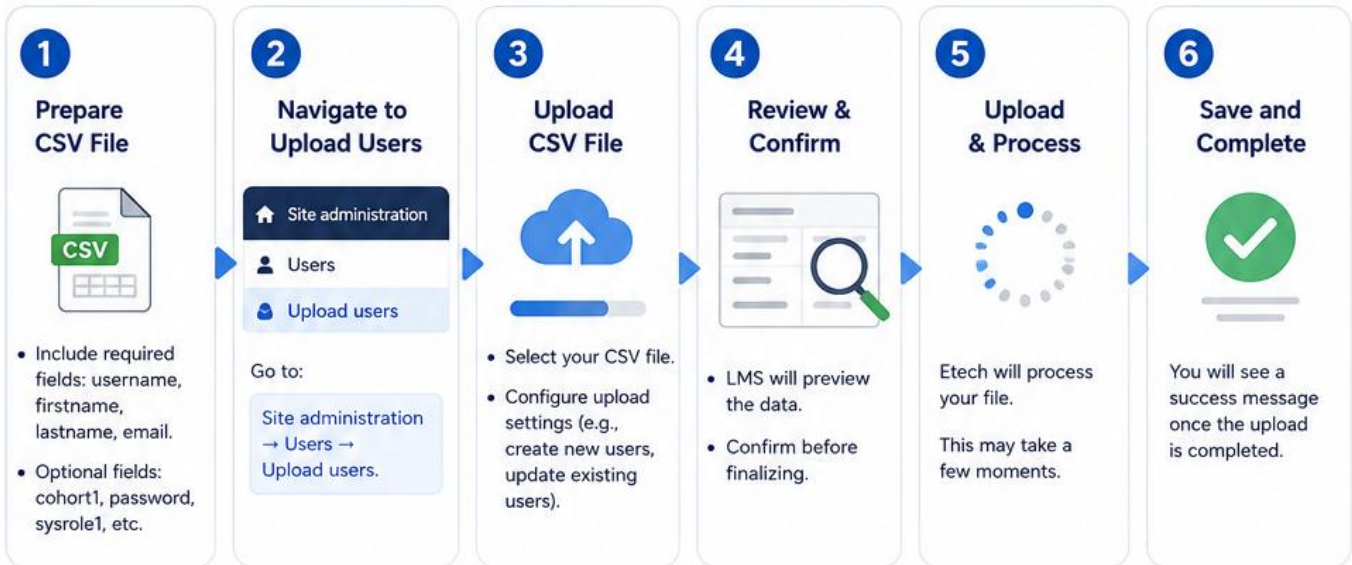 1
Prepare
CSV File
CSV
• Include required
fields: username,
firstname,
lastname, email.
• Optional fields:
cohort1, password,
sysrole1, etc.
2
Navigate to
Upload Users
Site administration
Users
Upload users
Go to:
Site administration
→ Users →
Upload users.
3
Upload
CSV File
• Select your CSV file.
• Configure upload
settings (e.g.,
create new users,
update existing
users).
4
Review &
Confirm
• LMS will preview
the data.
• Confirm before
finalizing.
5
Upload
& Process
Etech will process
your file.
This may take a
few moments.
6
Save and
Complete
You will see a
success message
once the upload
is completed.